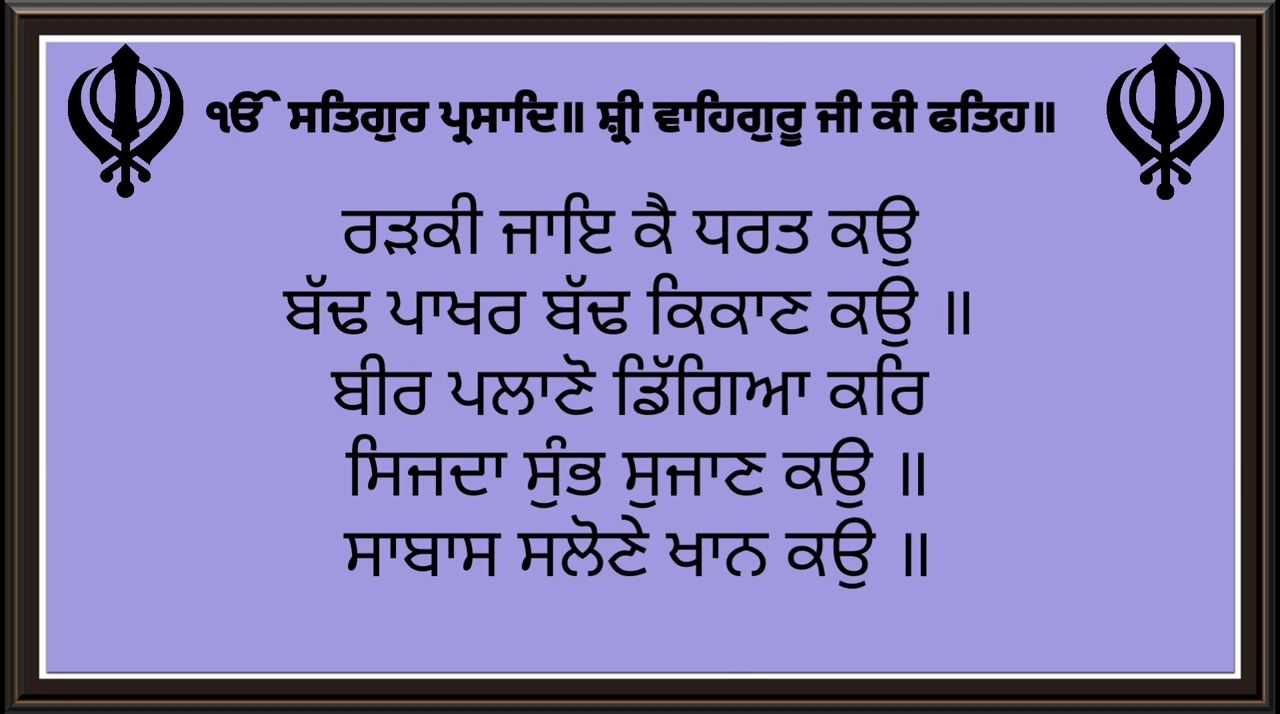 ੴ ਸਤਿਗੁਰ ਪ੍ਰਸਾਦਿ॥ ਸ਼੍ਰੀ ਵਾਹਿਗੁਰੂ ਜੀ ਕੀ ਫਤਿਹ॥
ਰੜਕੀ ਜਾਇ ਕੈ ਧਰਤ ਕਉ
ਬੱਢ ਪਾਖਰ ਬੱਢ ਕਿਕਾਣ ਕਉ ॥
ਬੀਰ ਪਲਾਣੋ ਡਿੱਗਿਆ ਕਰਿ
ਸਿਜਦਾ ਸੁੰਭ ਸੁਜਾਣ ਕਉ ॥
ਸਾਬਾਸ ਸਲੋਣੇ ਖਾਨ ਕਉ ॥